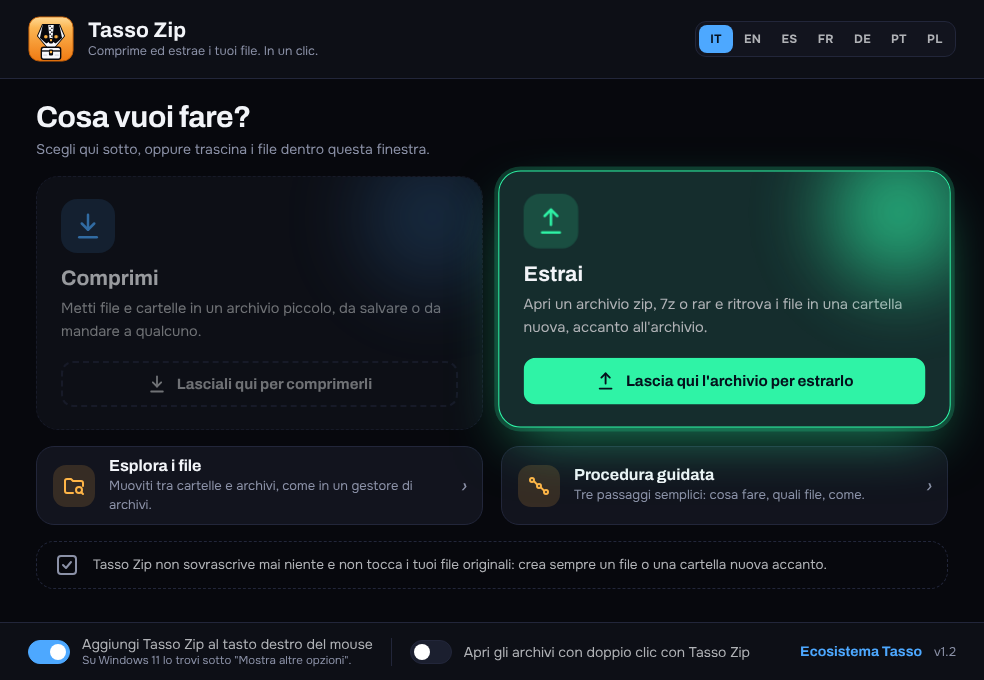 Tasso Zip
Comprime ed estrae i tuoi file. In un clic.
IT EN ES FR DE PT PL
Cosa vuoi fare?
Scegli qui sotto, oppure trascina i file dentro questa finestra.
Comprimi
Metti file e cartelle in un archivio piccolo, da salvare o da
mandare a qualcuno.
Lasciali qui per comprimerli
Estrai
Apri un archivio zip, 7z o rar e ritrova i file in una cartella
nuova, accanto all'archivio.
Lascia qui l'archivio per estrarlo
Esplora i file
Muoviti tra cartelle e archivi, come in un gestore di
archivi.
Procedura guidata
Tre passaggi semplici: cosa fare, quali file, come.
Tasso Zip non sovrascrive mai niente e non tocca i tuoi file originali: crea sempre un file o una cartella nuova accanto.
Aggiungi Tasso Zip al tasto destro del mouse
Su Windows 11 lo trovi sotto "Mostra altre opzioni".
Apri gli archivi con doppio clic con Tasso Zip
Ecosistema Tasso v1.2